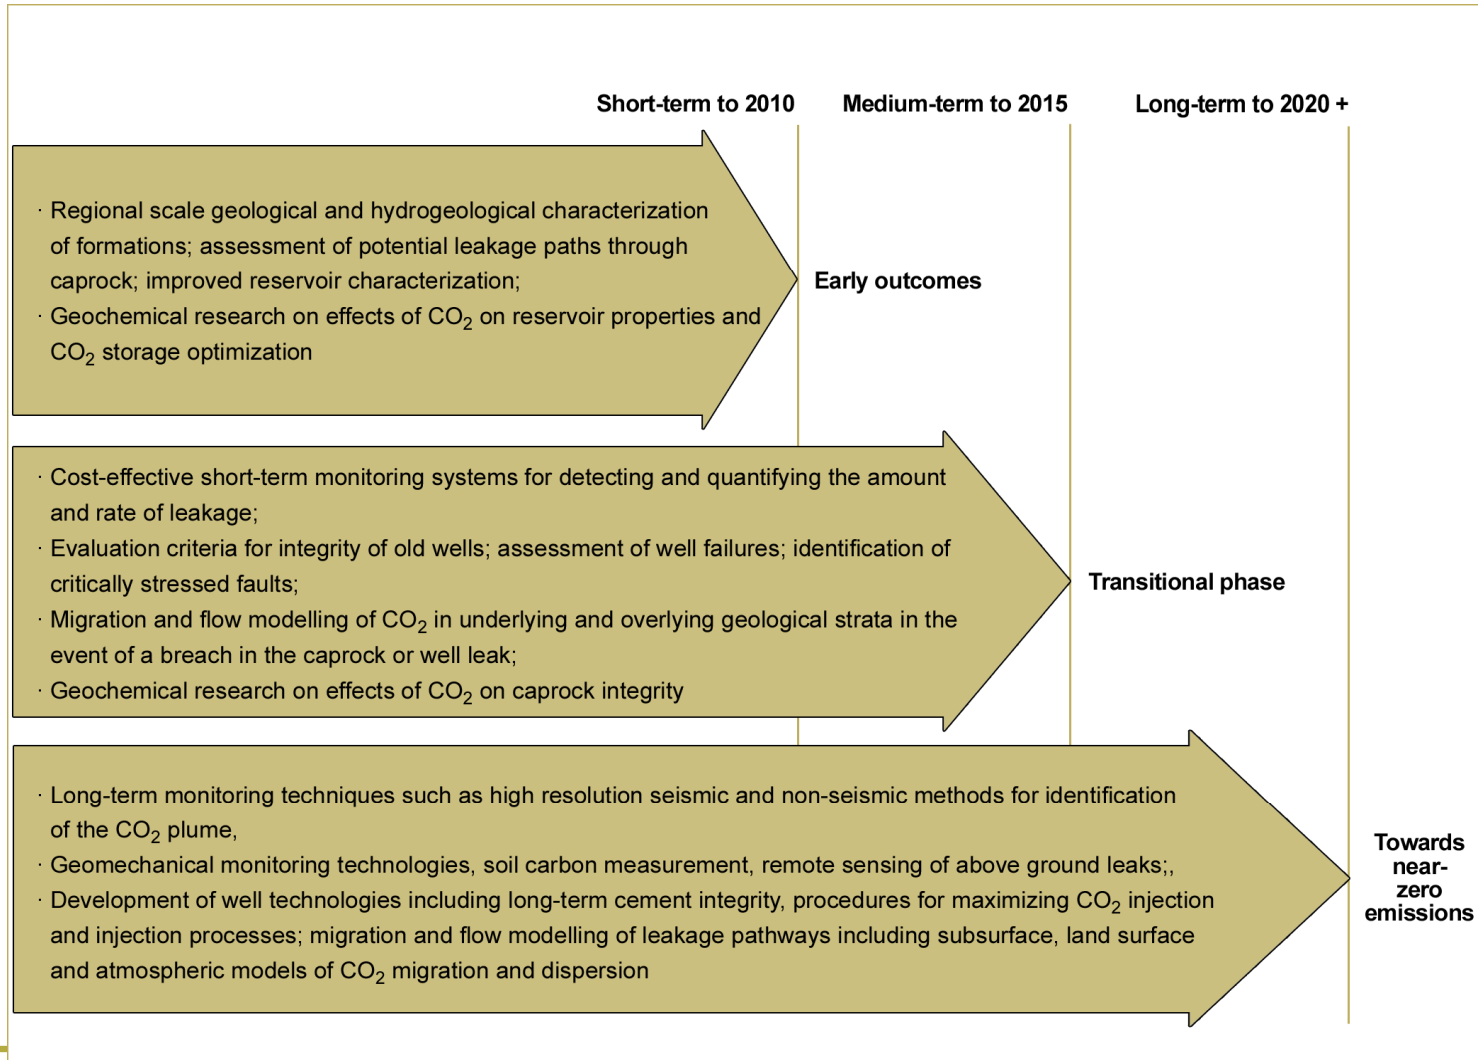 Short-term to 2010 Medium-term to 2015 Long-term to 2020 +
· Regional scale geological and hydrogeological characterization
of formations; assessment of potential leakage paths through
caprock; improved reservoir characterization;
· Geochemical research on effects of CO2 on reservoir properties and
CO2 storage optimization
Early outcomes
· Cost-effective short-term monitoring systems for detecting and quantifying the amount
and rate of leakage;
· Evaluation criteria for integrity of old wells; assessment of well failures; identification of
critically stressed faults;
· Migration and flow modelling of CO2 in underlying and overlying geological strata in the
event of a breach in the caprock or well leak;
· Geochemical research on effects of CO2 on caprock integrity
Transitional phase
· Long-term monitoring techniques such as high resolution seismic and non-seismic methods for identification
of the CO2 plume,
· Geomechanical monitoring technologies, soil carbon measurement, remote sensing of above ground leaks;,
· Development of well technologies including long-term cement integrity, procedures for maximizing CO2 injection
and injection processes; migration and flow modelling of leakage pathways including subsurface, land surface
and atmospheric models of CO2 migration and dispersion
Towards
near-
zero
emissions